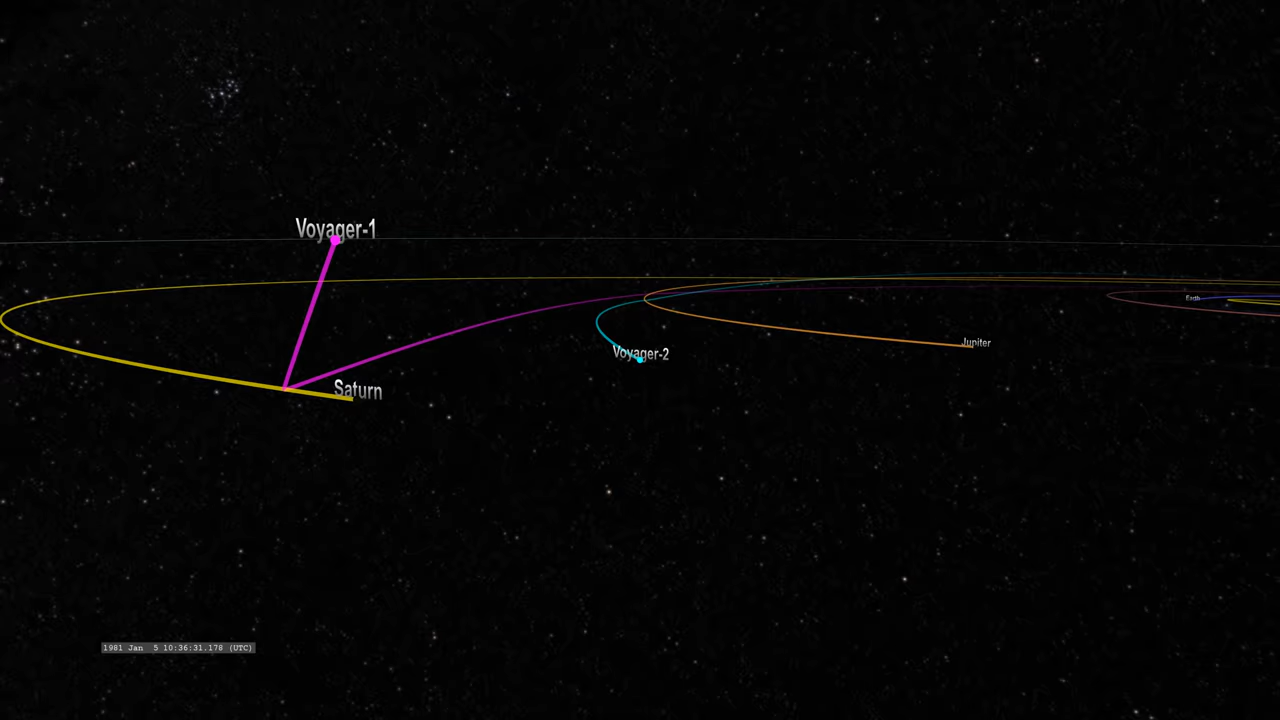 Voyager-1
Earth
Jupiter
Voyager-2
Saturn
1981 Jan  5 10:36:31.178 (UTC)